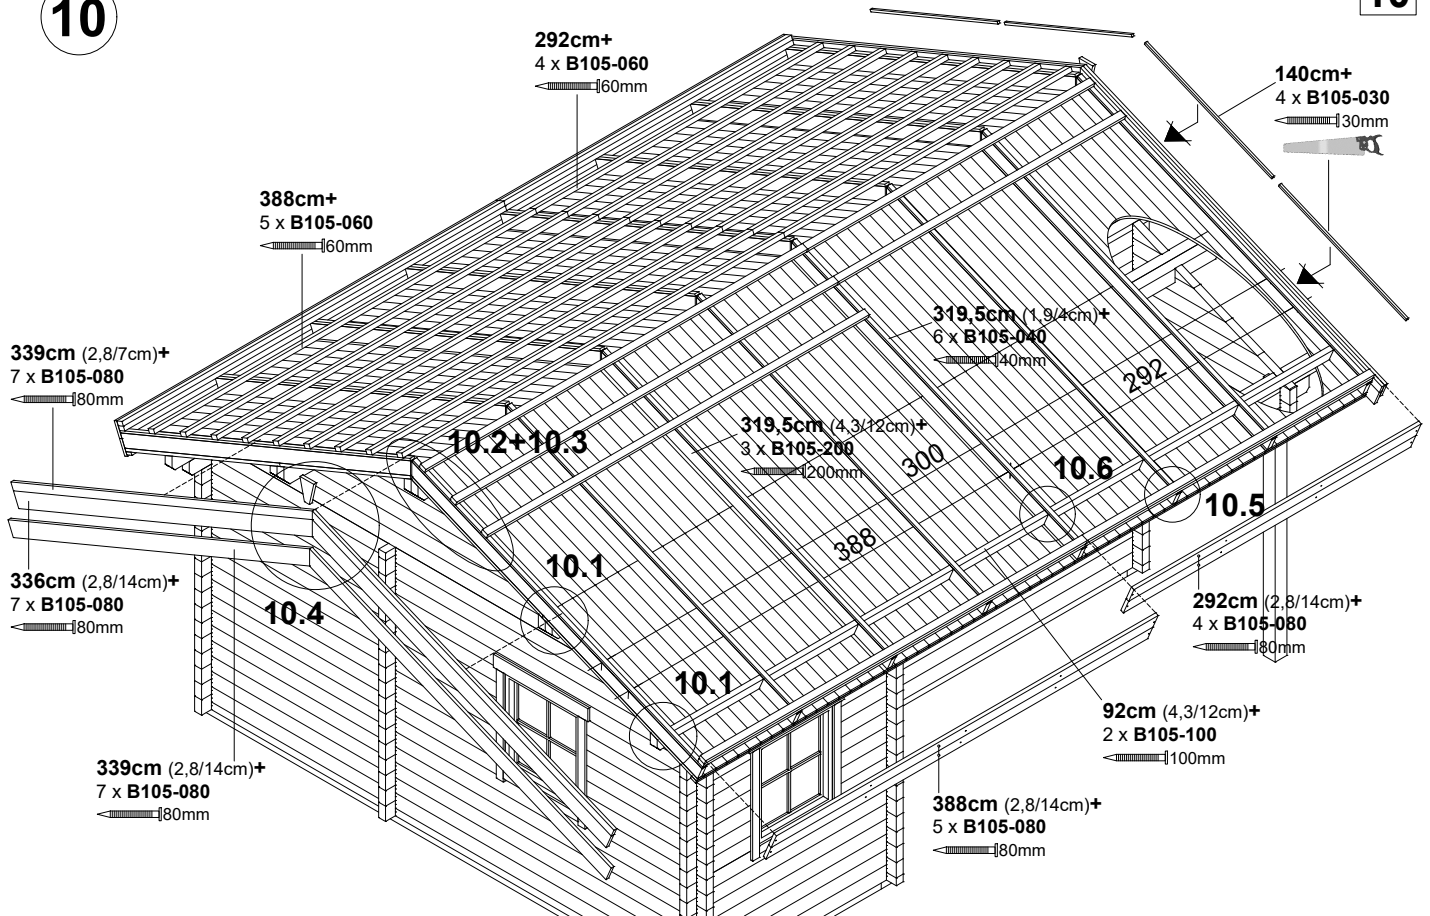 10
292cm+
4 x B105-060
60mm
140cm+
4 x B105-030
30mm
388cm+
5 x B105-060
60mm
339cm (2,8/7cm)+
7 x B105-080
80mm
319,5cm (1,9/4cm)+
6 x B105-040
40mm
292
10.2+10.3
319,5cm (4,3/12cm)+
3 x B105-200
200mm
300
10.6
10.5
388
10.1
336cm (2,8/14cm)+
7 x B105-080
80mm
10.4
292cm (2,8/14cm)+
4 x B105-080
80mm
10.1
92cm (4,3/12cm)+
2 x B105-100
100mm
339cm (2,8/14cm)+
7 x B105-080
80mm
388cm (2,8/14cm)+
5 x B105-080
80mm